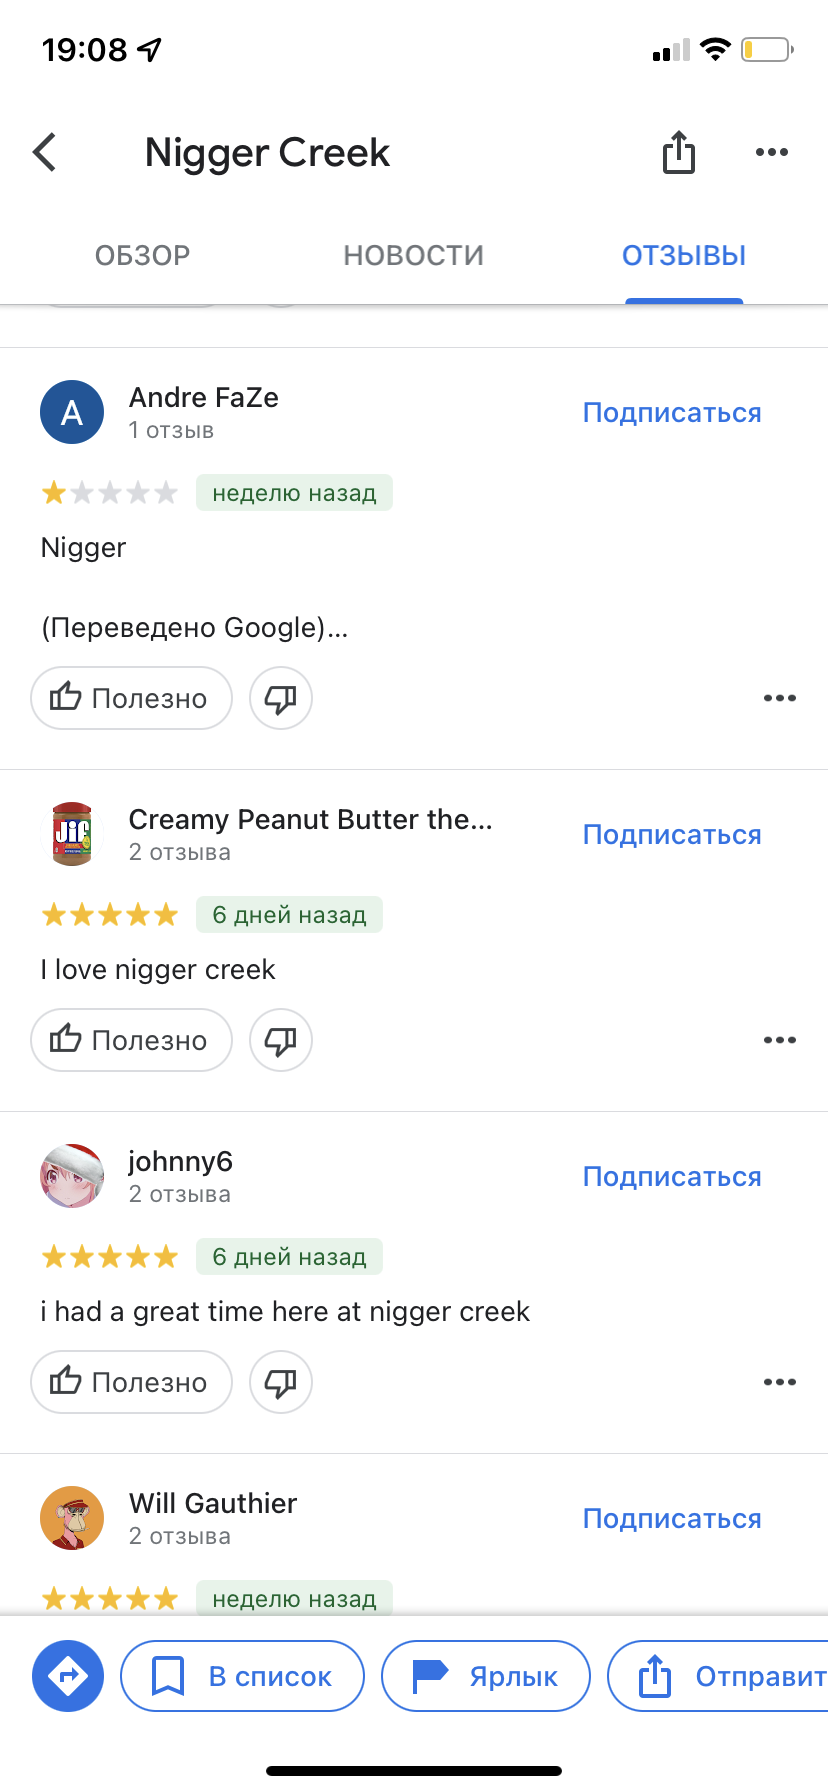 19:08
Nigger Creek
ОБЗОР
НОВОСТИ
ОТЗЫВЫ
A
Andre FaZe
Подписаться
1 отзыв
неделю назад
Nigger
(Переведено Google)...
Полезно
Jif
Creamy Peanut Butter the...
Подписаться
2 отзыва
6 дней назад
I love nigger creek
Полезно
johnny6
Подписаться
2 отзыва
6 дней назад
i had a great time here at nigger creek
Полезно
Will Gauthier
Подписаться
2 отзыва
неделю назад
В список
Ярлык
Отправит